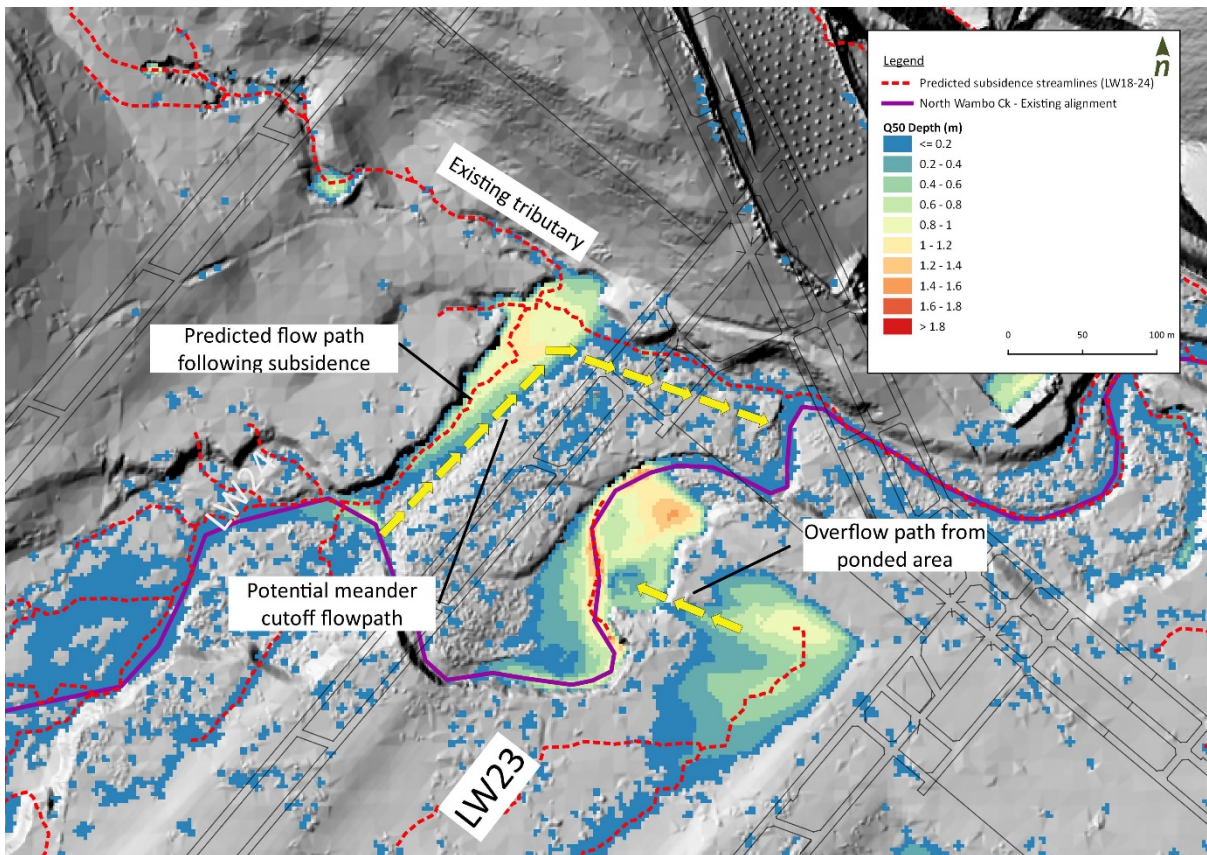 Legend
n
Predicted subsidence streamlines (LW18-24)
North Wambo Ck - Existing alignment
Q50 Depth (m)
<= 0.2
0.2 - 0.4
0.4 - 0.6
0.6 - 0.8
0.8 - 1
1 - 1.2
1.2 - 1.4
1.4 - 1.6
1.6 - 1.8
> 1.8
0 50 100 m
Existing tributary
Predicted flow path
following subsidence
LW24
Overflow path from
ponded area
Potential meander
cutoff flowpath
LW23